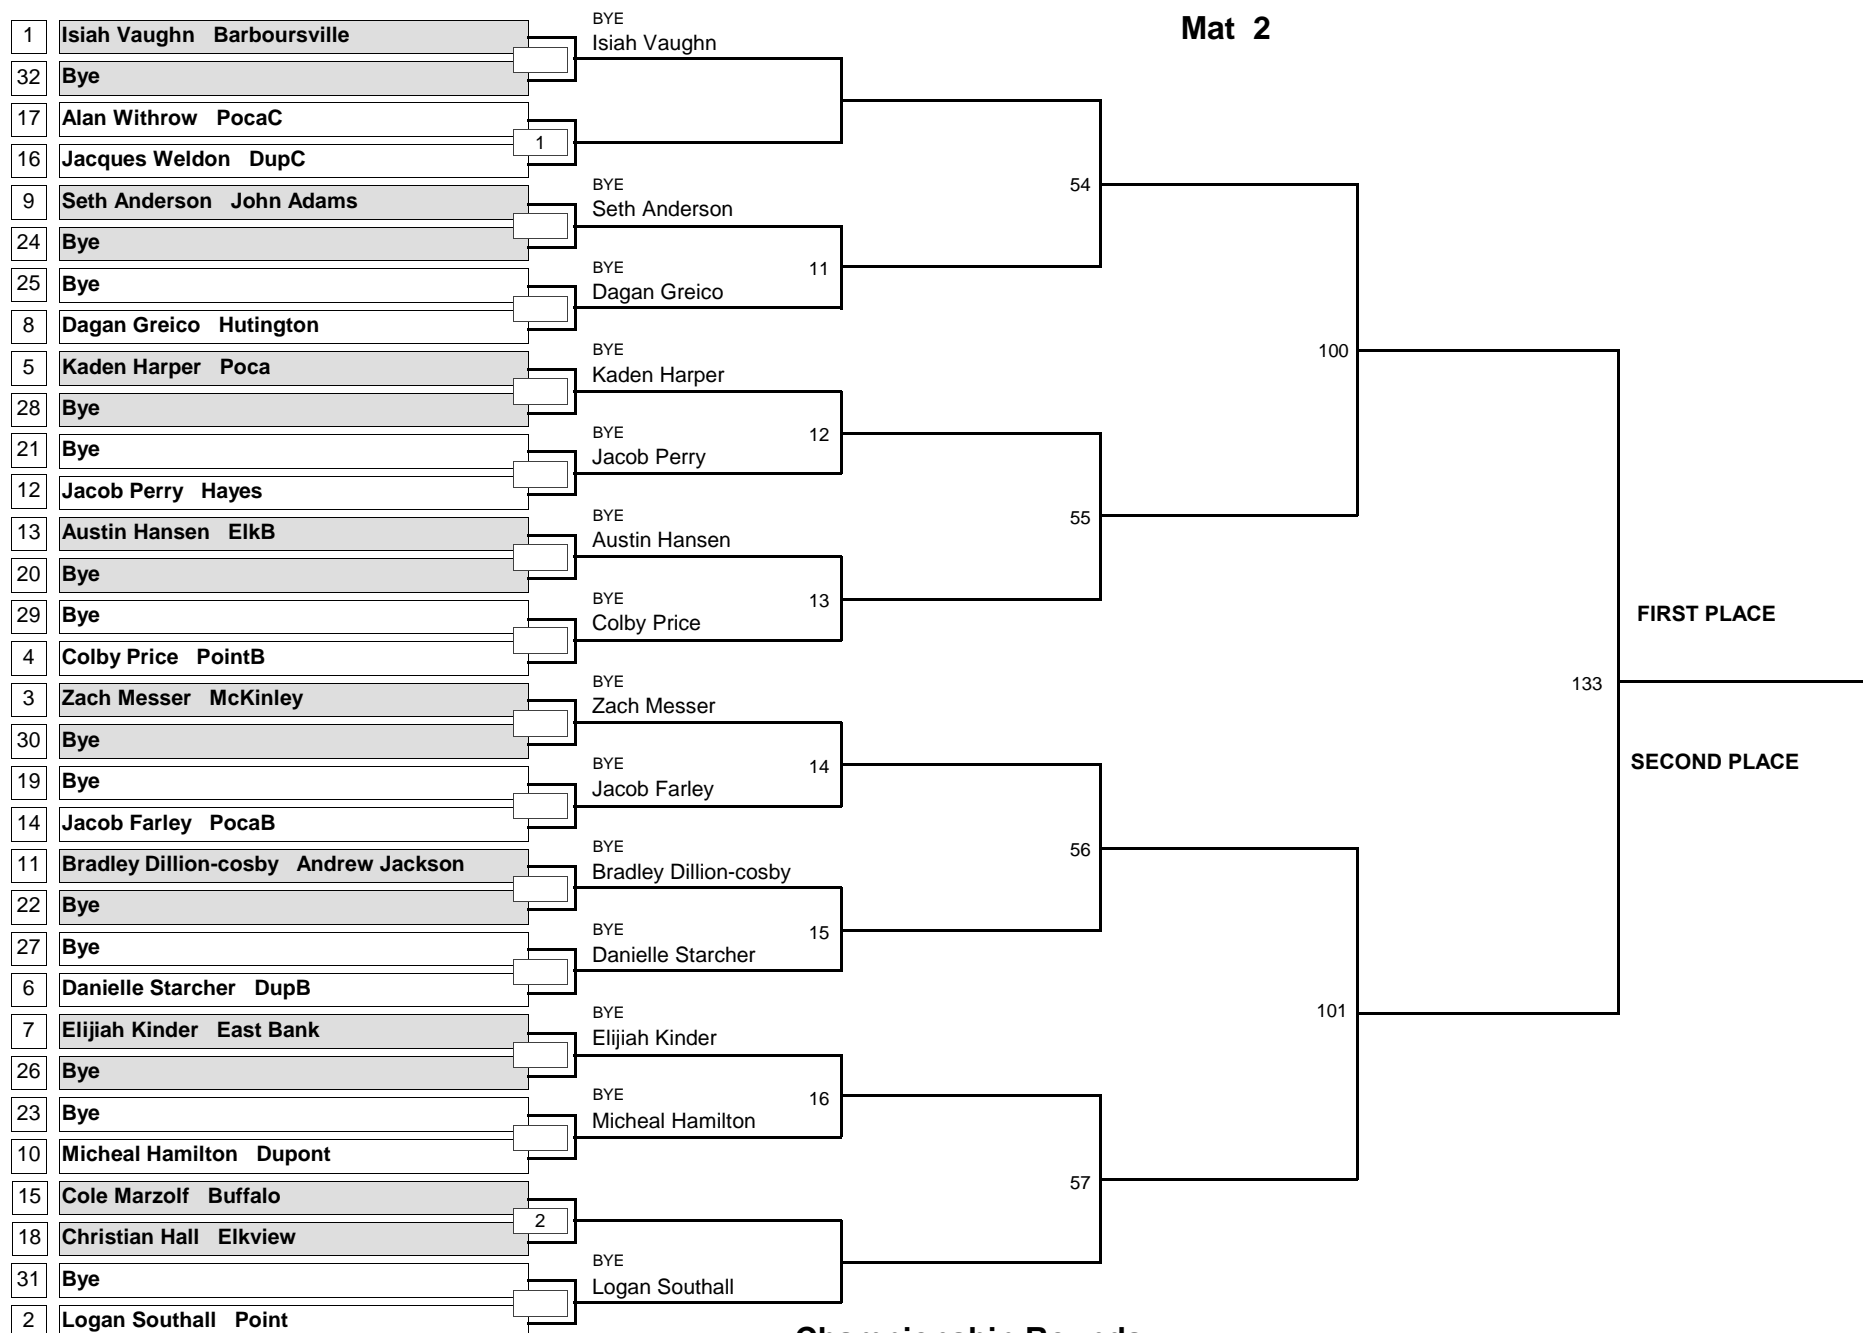 Mat 2
1 Isiah Vaughn Barboursville
32 Bye
17 Alan Withrow PocaC
16 Jacques Weldon DupC
9 Seth Anderson John Adams
24 Bye
25 Bye
8 Dagan Greico Hutington
5 Kaden Harper Poca
28 Bye
21 Bye
12 Jacob Perry Hayes
13 Austin Hansen ElkB
20 Bye
29 Bye
4 Colby Price PointB
3 Zach Messer McKinley
30 Bye
19 Bye
14 Jacob Farley PocaB
11 Bradley Dillion-cosby Andrew Jackson
22 Bye
27 Bye
6 Danielle Starcher DupB
7 Elijiah Kinder East Bank
26 Bye
23 Bye
10 Micheal Hamilton Dupont
15 Cole Marzolf Buffalo
18 Christian Hall Elkview
31 Bye
2 Logan Southall Point
1
2
BYE
Isiah Vaughn
BYE
Seth Anderson
BYE
Dagan Greico
BYE
Kaden Harper
BYE
Jacob Perry
BYE
Austin Hansen
BYE
Colby Price
BYE
Zach Messer
BYE
Jacob Farley
BYE
Bradley Dillion-cosby
BYE
Danielle Starcher
BYE
Elijiah Kinder
BYE
Micheal Hamilton
BYE
Logan Southall
11
12
13
14
15
16
54
55
56
57
100
101
133
FIRST PLACE
SECOND PLACE
Championship Rounds